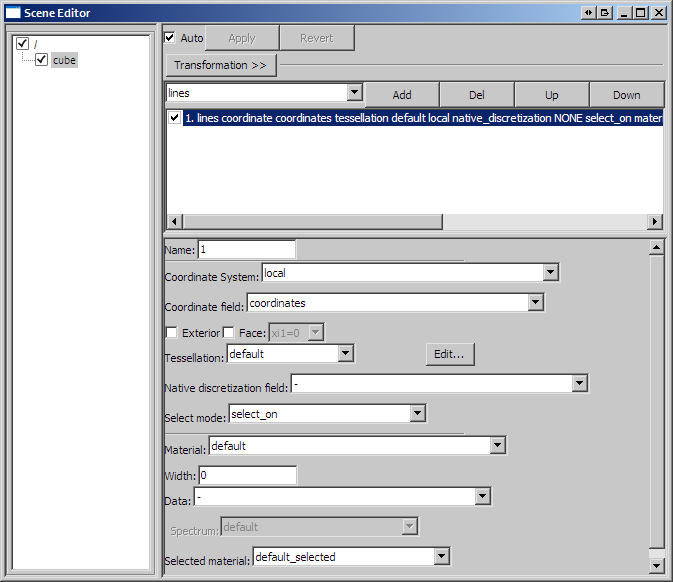 Scene Editor
/
cube
Auto Apply Revert
Transformation >>
lines Add Del Up Down
1. lines coordinate coordinates tessellation default local native_discretization NONE select_on mater
Name: 1
Coordinate System: local
Coordinate field: coordinates
Exterior Face: xi1=0
Tessellation: default Edit...
Native discretization field: -
Select mode: select_on
Material: default
Width: 0
Data: -
Spectrum: default
Selected material: default_selected